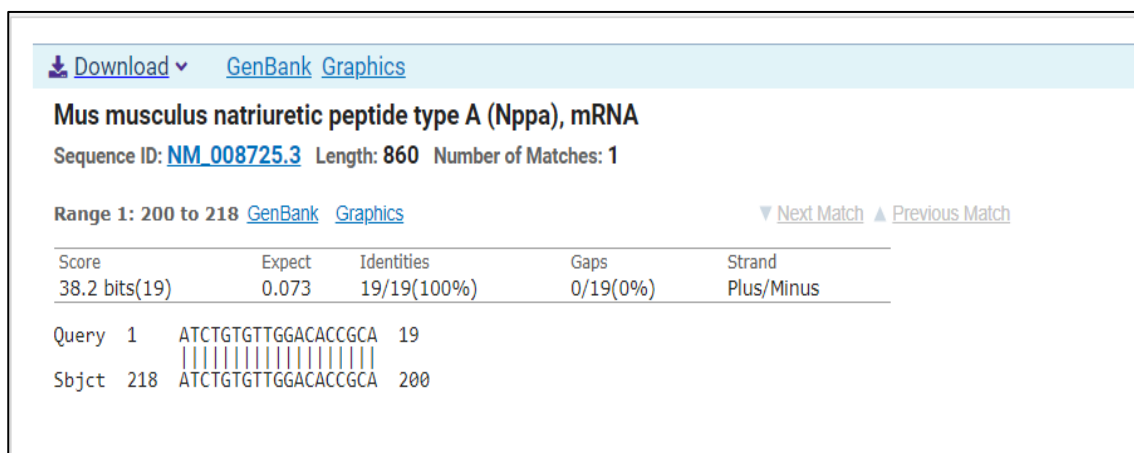 Download GenBank Graphics
Mus musculus natriuretic peptide type A (Nppa), mRNA
Sequence ID: NM_008725.3 Length: 860 Number of Matches: 1
Range 1: 200 to 218 GenBank Graphics Next Match Previous Match
Score Expect Identities Gaps Strand
38.2 bits(19) 0.073 19/19(100%) 0/19(0%) Plus/Minus
Query 1 ATCTGTGTTGGACACCGCA 19
|||||||||||||||||||
Sbjct 218 ATCTGTGTTGGACACCGCA 200